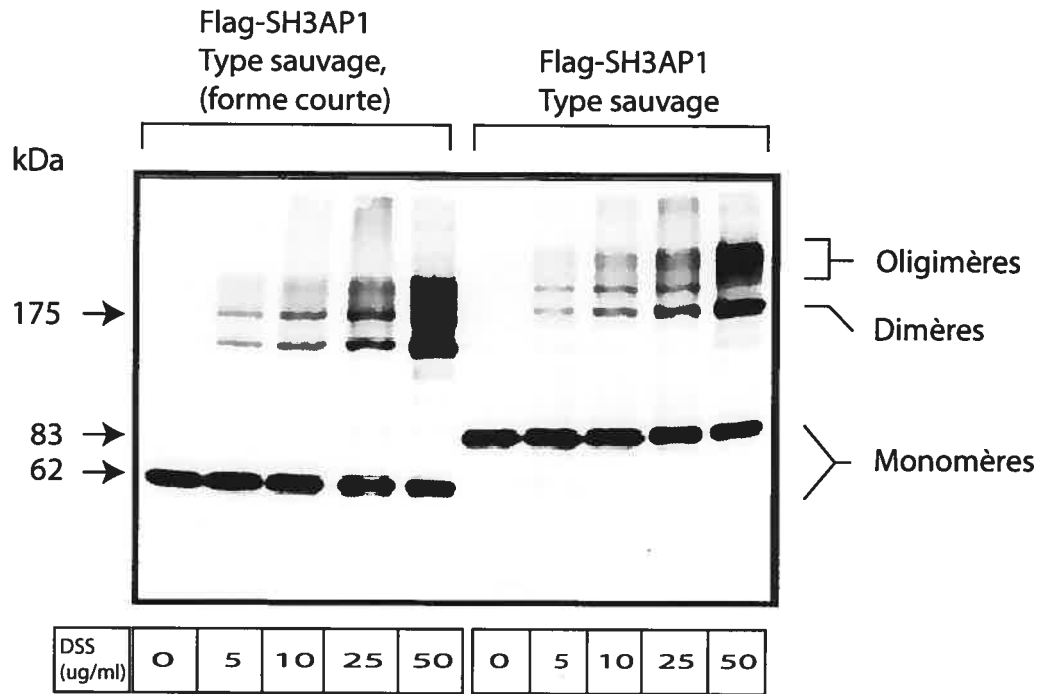 Flag-SH3AP1
Type sauvage,
(forme courte)
Flag-SH3AP1
Type sauvage
kDa
175
83
62
Oligimères
Dimères
Monomères
DSS
(ug/ml)
0 5 10 25 50 0 5 10 25 50